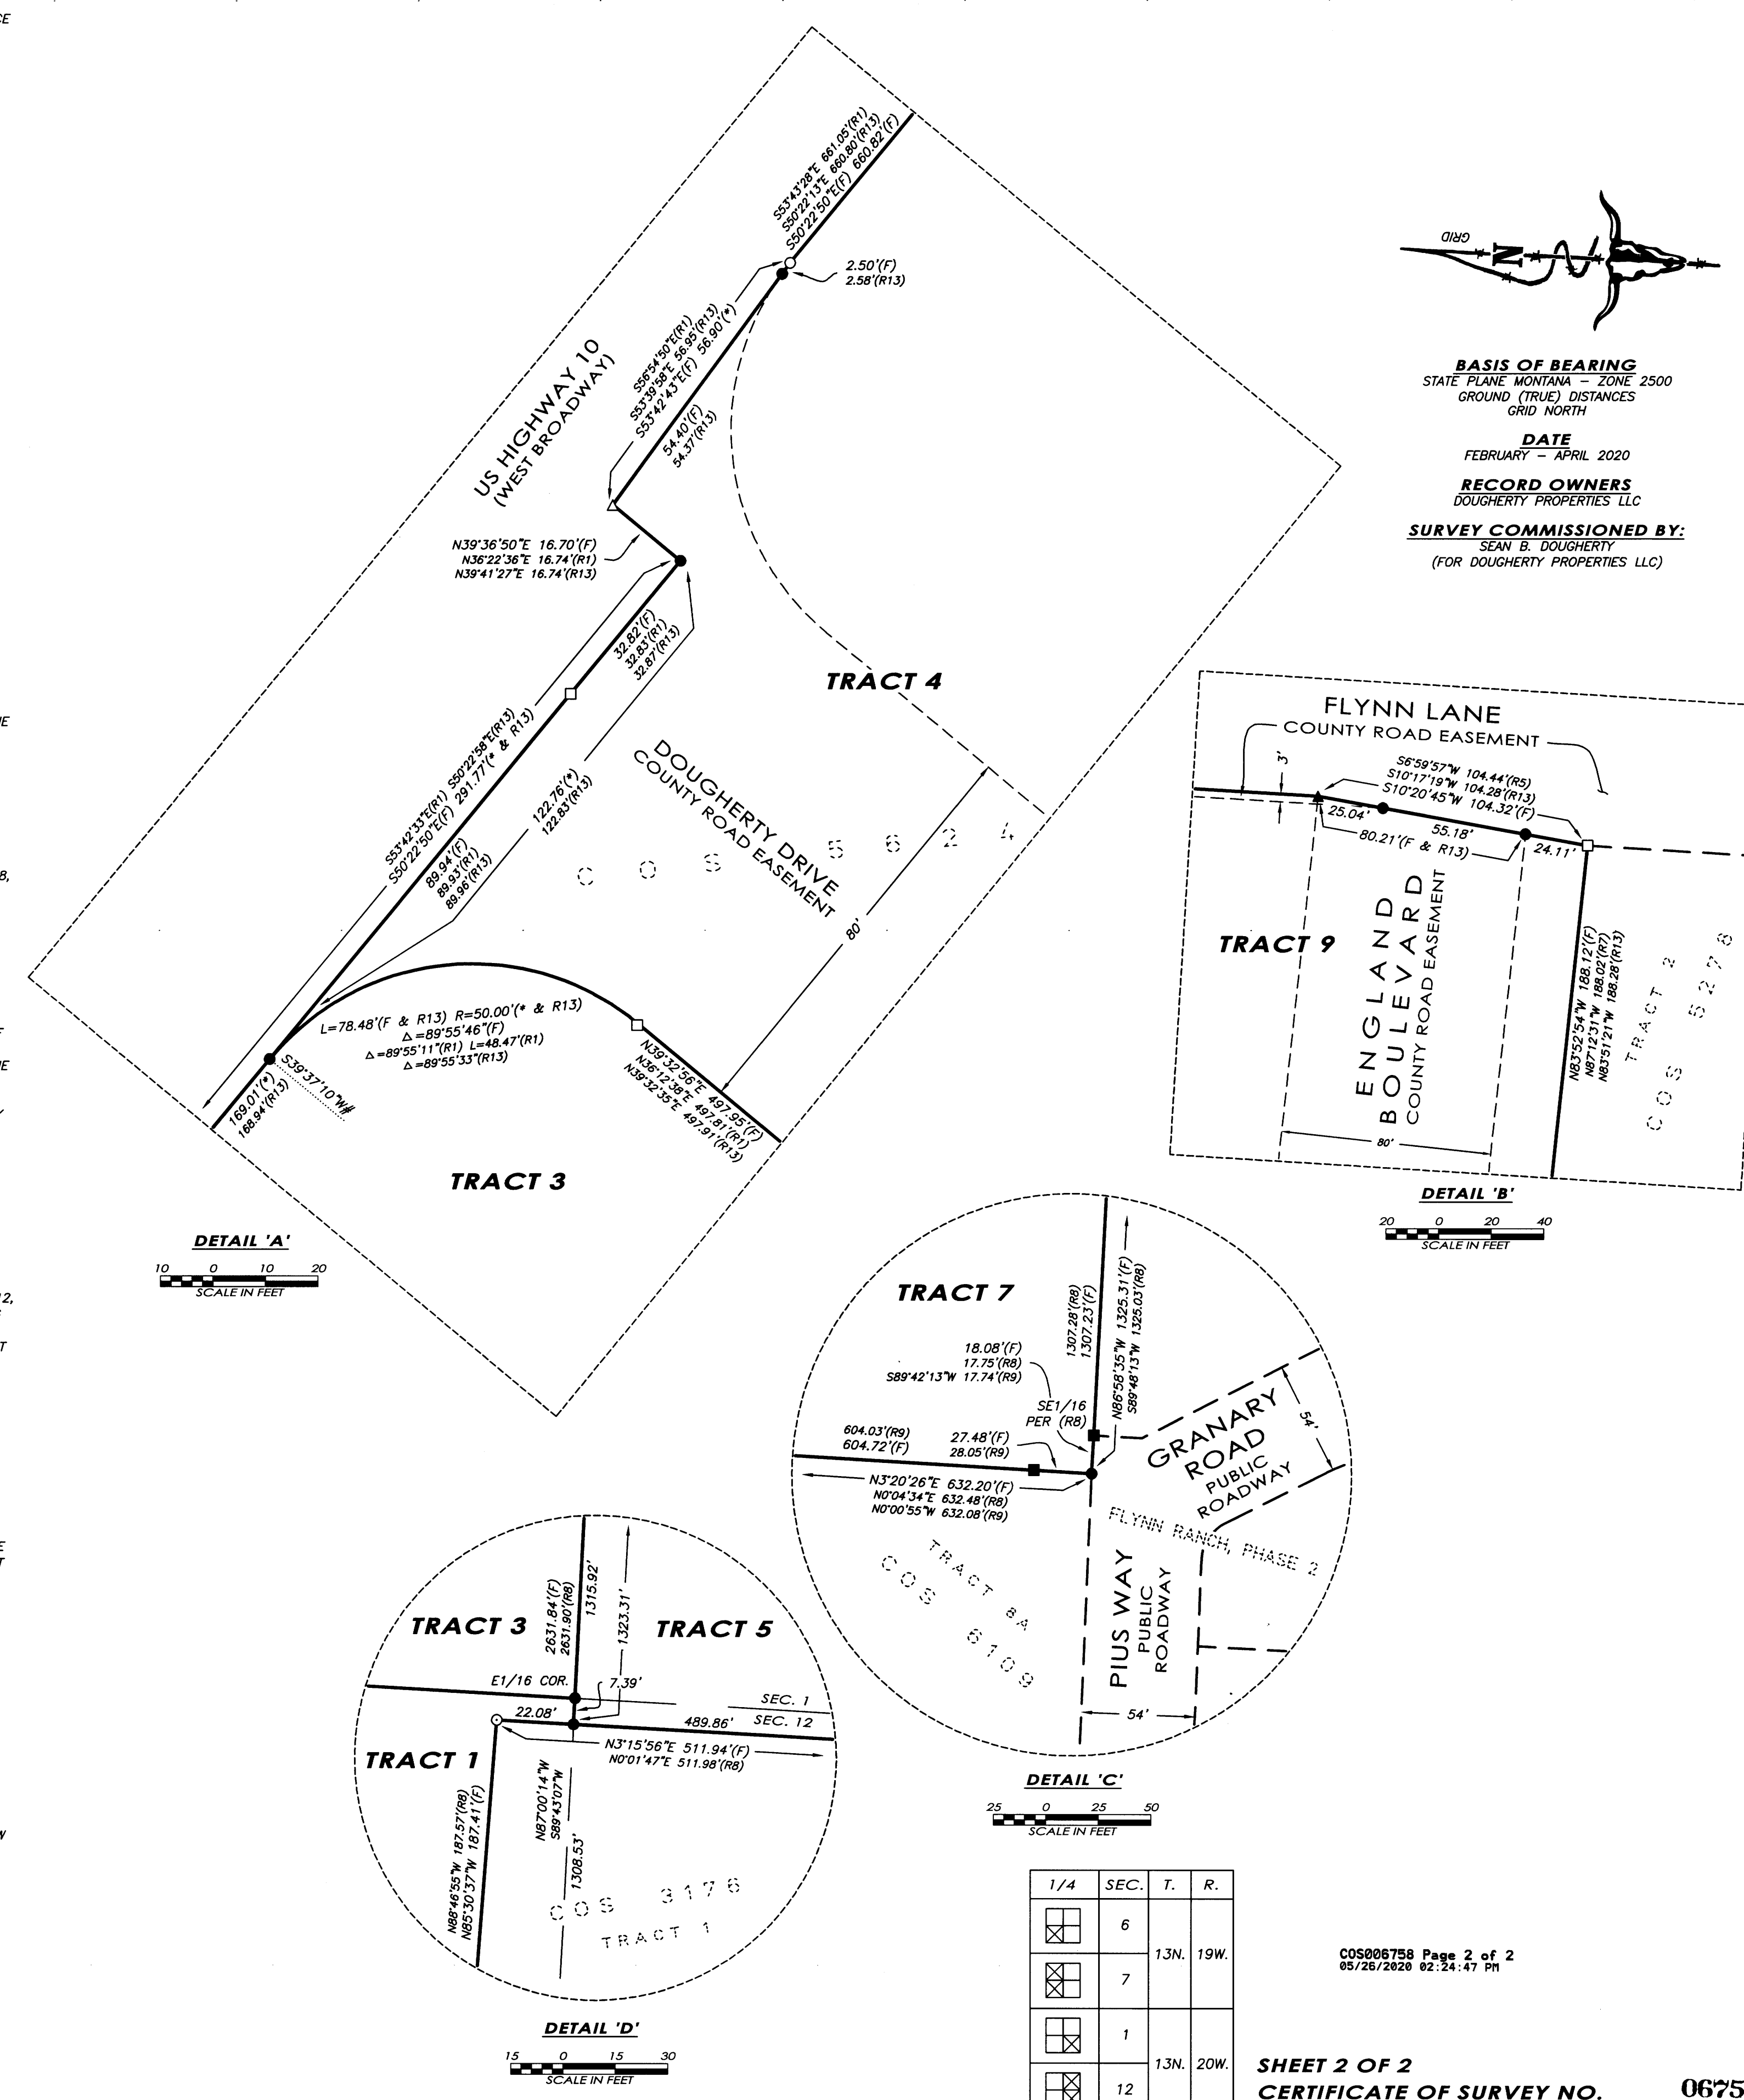 S53°43'28"E 661.05'(R1)
S50°22'13"E 660.80'(R13)
S50°22'50"E(F) 660.82'(F)
2.50'(F)
2.58'(R13)
S56°54'50"E(R1)
S53°39'58"E 56.95'(R13)
S53°42'43"E(F) 56.90'(*)
54.40'(F)
54.37'(R13)
US HIGHWAY 10
(WEST BROADWAY)
N39°36'50"E 16.70'(F)
N36°22'36"E 16.74'(R1)
N39°41'27"E 16.74'(R13)
32.82'(F)
32.83'(R1)
32.87'(R13)
TRACT 4
S53°42'33"E(R1) S50°22'58"E(R13)
S50°22'50"E(F) 291.77'(* & R13)
122.76'(*)
122.83'(R13)
89.94'(F)
89.93'(R1)
89.96'(R13)
DOUGHERTY DRIVE
COUNTY ROAD EASEMENT
COS 5624
80'
L=78.48'(F & R13) R=50.00'(* & R13)
Δ=89°55'46"(F)
Δ=89°55'11"(R1) L=48.47'(R1)
Δ=89°55'33"(R13)
S39°37'10"W#
169.01'(*)
168.94'(R13)
N39°32'56"E 497.95'(F)
N36°12'38"E 497.81'(R1)
N39°32'35"E 497.91'(R13)
TRACT 3
DETAIL 'A'
10 0 10 20
SCALE IN FEET
GRID
N
BASIS OF BEARING
STATE PLANE MONTANA – ZONE 2500
GROUND (TRUE) DISTANCES
GRID NORTH
DATE
FEBRUARY – APRIL 2020
RECORD OWNERS
DOUGHERTY PROPERTIES LLC
SURVEY COMMISSIONED BY:
SEAN B. DOUGHERTY
(FOR DOUGHERTY PROPERTIES LLC)
FLYNN LANE
COUNTY ROAD EASEMENT
3'
S6°59'57"W 104.44'(R5)
S10°17'19"W 104.28'(R13)
S10°20'45"W 104.32'(F)
25.04'
55.18'
80.21'(F & R13)
24.11'
TRACT 9
ENGLAND
BOULEVARD
COUNTY ROAD EASEMENT
80'
N83°52'54"W 188.12'(F)
N87°12'31"W 188.02'(R7)
N83°51'21"W 188.28'(R13)
TRACT 2
COS 5278
DETAIL 'B'
20 0 20 40
SCALE IN FEET
TRACT 7
1307.28'(R8)
1307.23'(F)
N86°58'35"W 1325.31'(F)
S89°48'13"W 1325.03'(R8)
18.08'(F)
17.75'(R8)
S89°42'13"W 17.74'(R9)
SE1/16
PER (R8)
604.03'(R9)
604.72'(F)
27.48'(F)
28.05'(R9)
N3°20'26"E 632.20'(F)
N0°04'34"E 632.48'(R8)
N0°00'55"W 632.08'(R9)
GRANARY
ROAD
PUBLIC
ROADWAY
54'
FLYNN RANCH, PHASE 2
TRACT 8A
COS 6109
PIUS WAY
PUBLIC
ROADWAY
54'
DETAIL 'C'
25 0 25 50
SCALE IN FEET
TRACT 3
2631.84'(F)
2631.90'(R8)
1315.92'
1323.31'
TRACT 5
E1/16 COR.
7.39'
22.08'
SEC. 1
SEC. 12
489.86'
N3°15'56"E 511.94'(F)
N0°01'47"E 511.98'(R8)
TRACT 1
N88°46'55"W 187.57'(R8)
N85°30'37"W 187.41'(F)
N87°00'14"W
S89°43'07"W
1308.53'
COS 3176
TRACT 1
DETAIL 'D'
15 0 15 30
SCALE IN FEET
1/4 SEC. T. R.
6
13N. 19W.
7
1
13N. 20W.
12
COS006758 Page 2 of 2
05/26/2020 02:24:47 PM
SHEET 2 OF 2
CERTIFICATE OF SURVEY NO.
0675